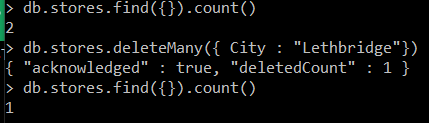 > db.stores.find({}).count()
2
> db.stores.deleteMany({ City : "Lethbridge"})
{ "acknowledged" : true, "deletedCount" : 1 }
> db.stores.find({}).count()
1